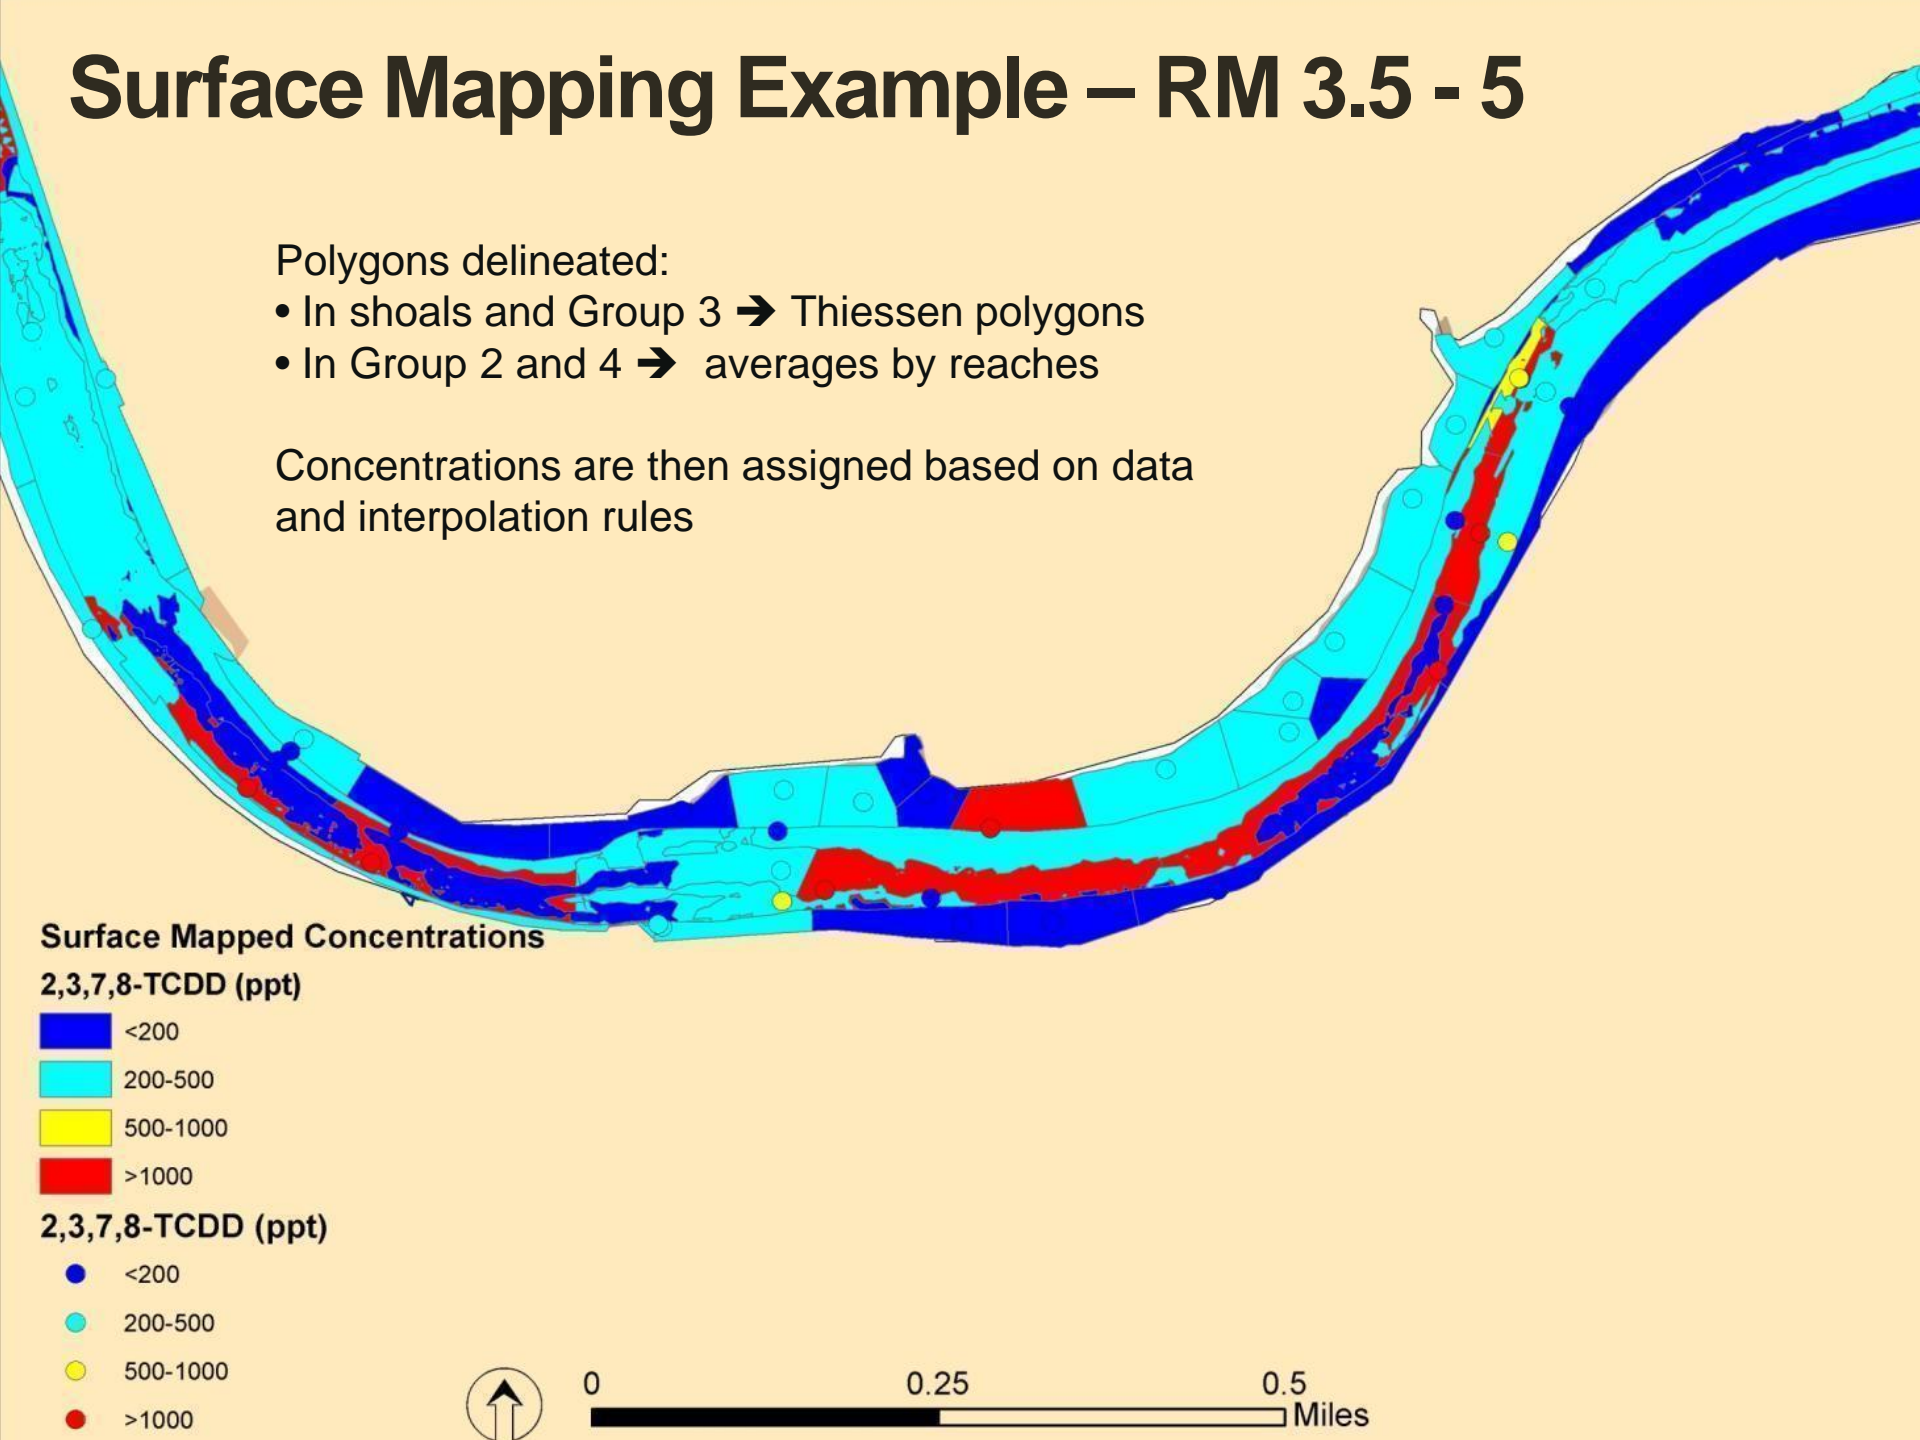 Surface Mapping Example – RM 3.5 - 5
Polygons delineated:
• In shoals and Group 3 ➔ Thiessen polygons
• In Group 2 and 4 ➔ averages by reaches
Concentrations are then assigned based on data
and interpolation rules
Surface Mapped Concentrations
2,3,7,8-TCDD (ppt)
<200
200-500
500-1000
>1000
2,3,7,8-TCDD (ppt)
<200
200-500
500-1000
>1000
0 0.25 0.5
Miles